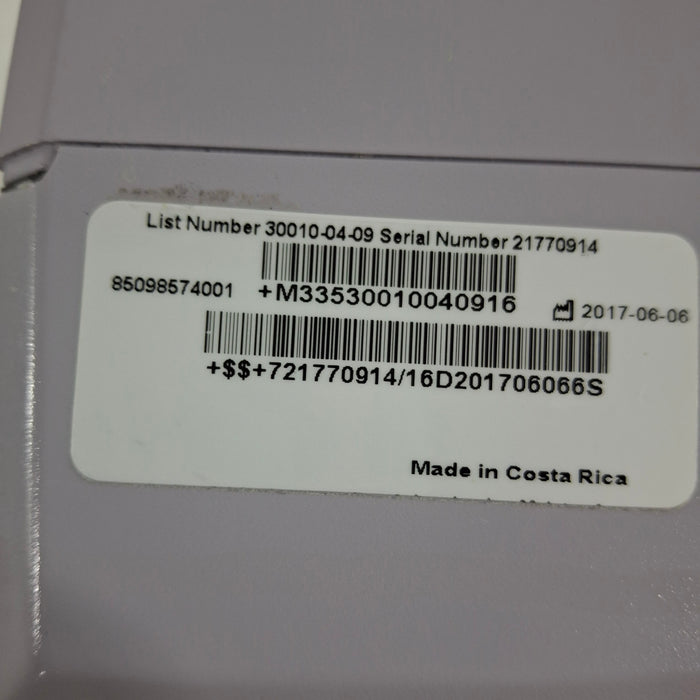 List Number 30010-04-09 Serial Number 21770914
85098574001 +M33530010040916 2017-06-06
+$$+721770914/16D201706066S
Made in Costa Rica